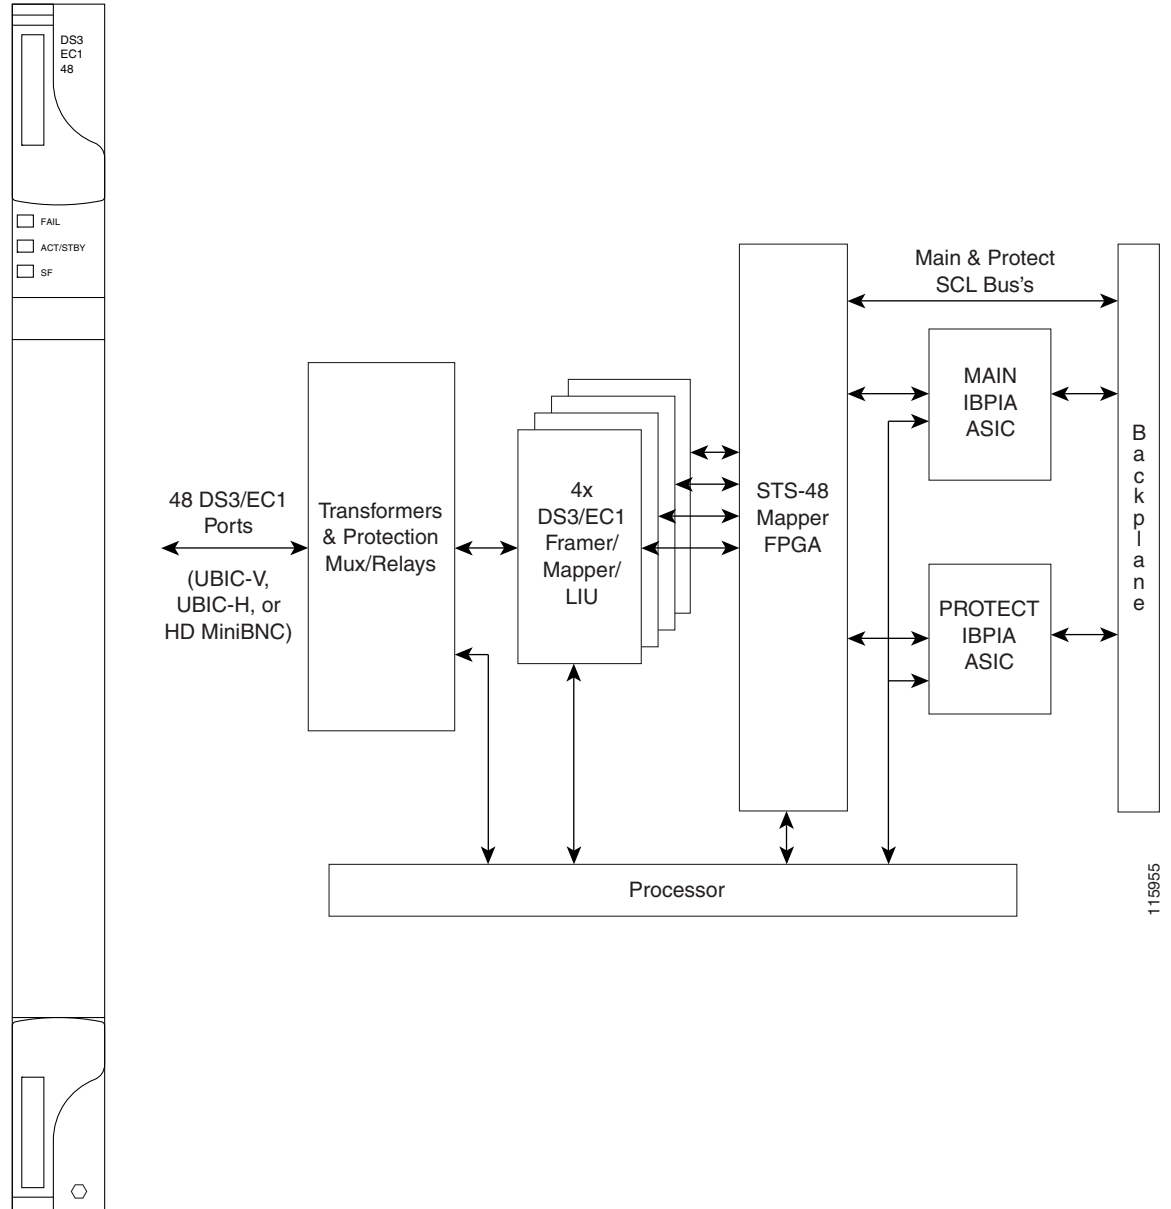 DS3
EC1
48
FAIL
ACT/STBY
SF
Main & Protect
SCL Bus's
MAIN
IBPIA
ASIC
48 DS3/EC1
Ports
(UBIC-V,
UBIC-H, or
HD MiniBNC)
Transformers
& Protection
Mux/Relays
4x
DS3/EC1
Framer/
Mapper/
LIU
STS-48
Mapper
FPGA
PROTECT
IBPIA
ASIC
Backplane
Processor
115955